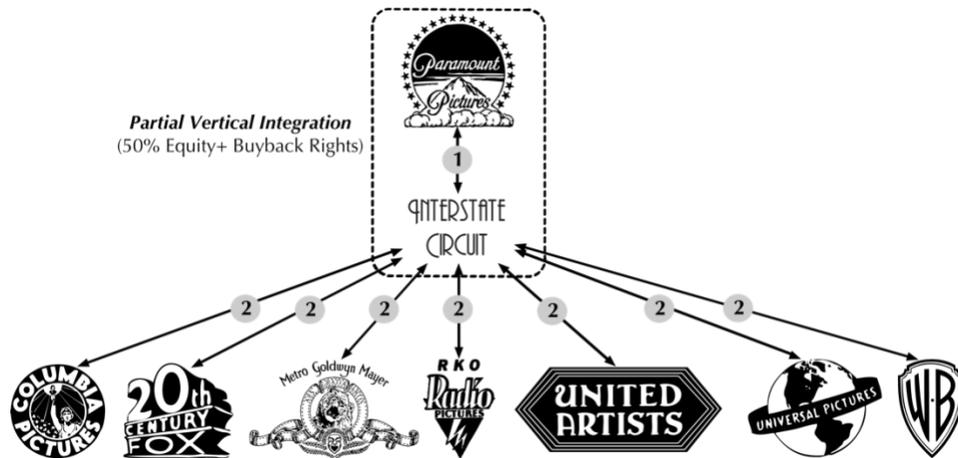 Paramount
Pictures
Partial Vertical Integration
(50% Equity+ Buyback Rights)
1
INTERSTATE
CIRCUIT
2 2 2 2 2 2 2
COLUMBIA
PICTURES
20th
CENTURY
FOX
Metro Goldwyn Mayer
RKO
Radio
PICTURES
UNITED
ARTISTS
UNIVERSAL PICTURES
WB